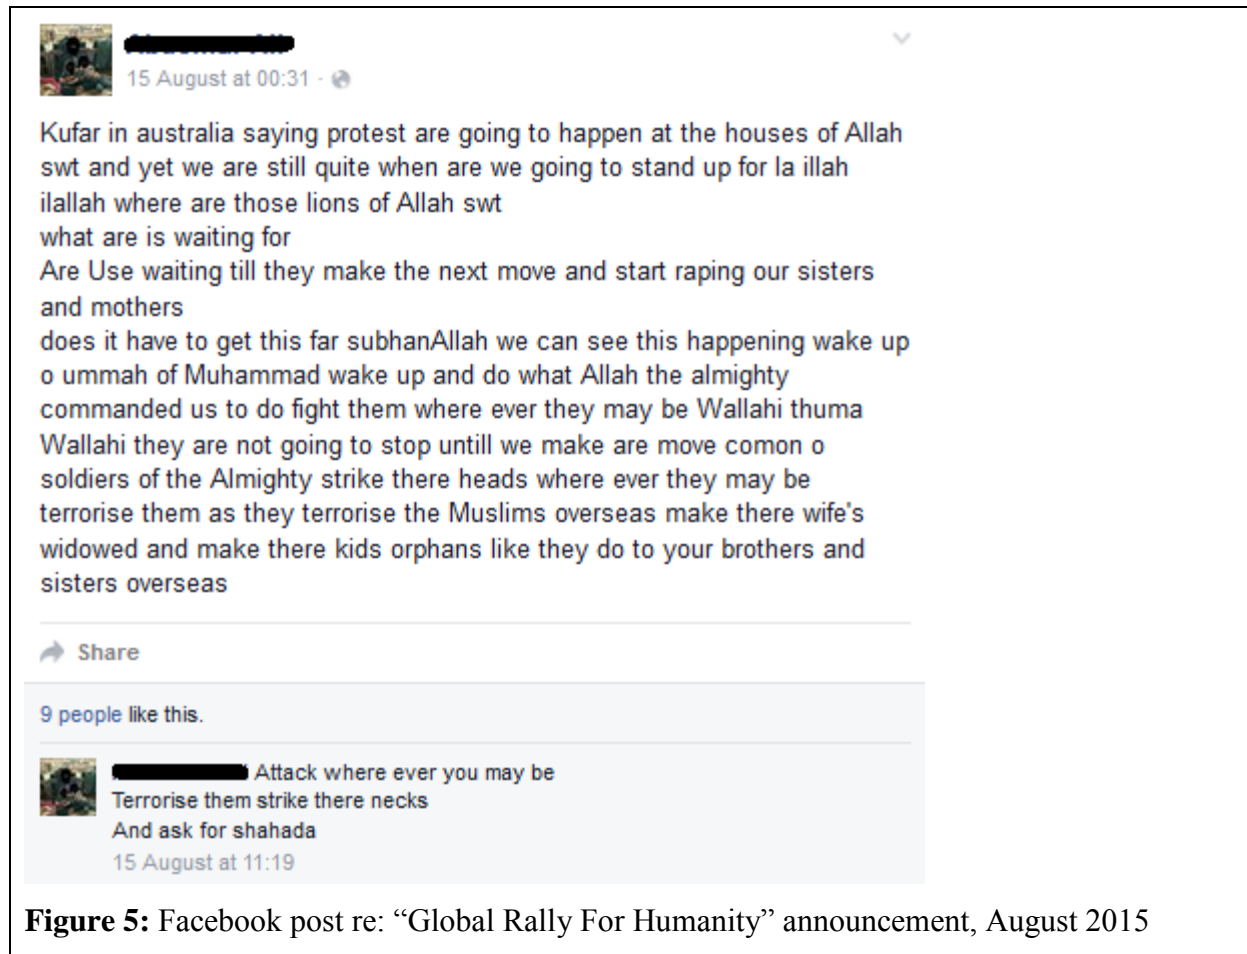 15 August at 00:31 ·
Kufar in australia saying protest are going to happen at the houses of Allah
swt and yet we are still quite when are we going to stand up for la illah
ilallah where are those lions of Allah swt
what are is waiting for
Are Use waiting till they make the next move and start raping our sisters
and mothers
does it have to get this far subhanAllah we can see this happening wake up
o ummah of Muhammad wake up and do what Allah the almighty
commanded us to do fight them where ever they may be Wallahi thuma
Wallahi they are not going to stop untill we make are move comon o
soldiers of the Almighty strike there heads where ever they may be
terrorise them as they terrorise the Muslims overseas make there wife's
widowed and make there kids orphans like they do to your brothers and
sisters overseas
Share
9 people like this.
Attack where ever you may be
Terrorise them strike there necks
And ask for shahada
15 August at 11:19
Figure 5: Facebook post re: “Global Rally For Humanity” announcement, August 2015